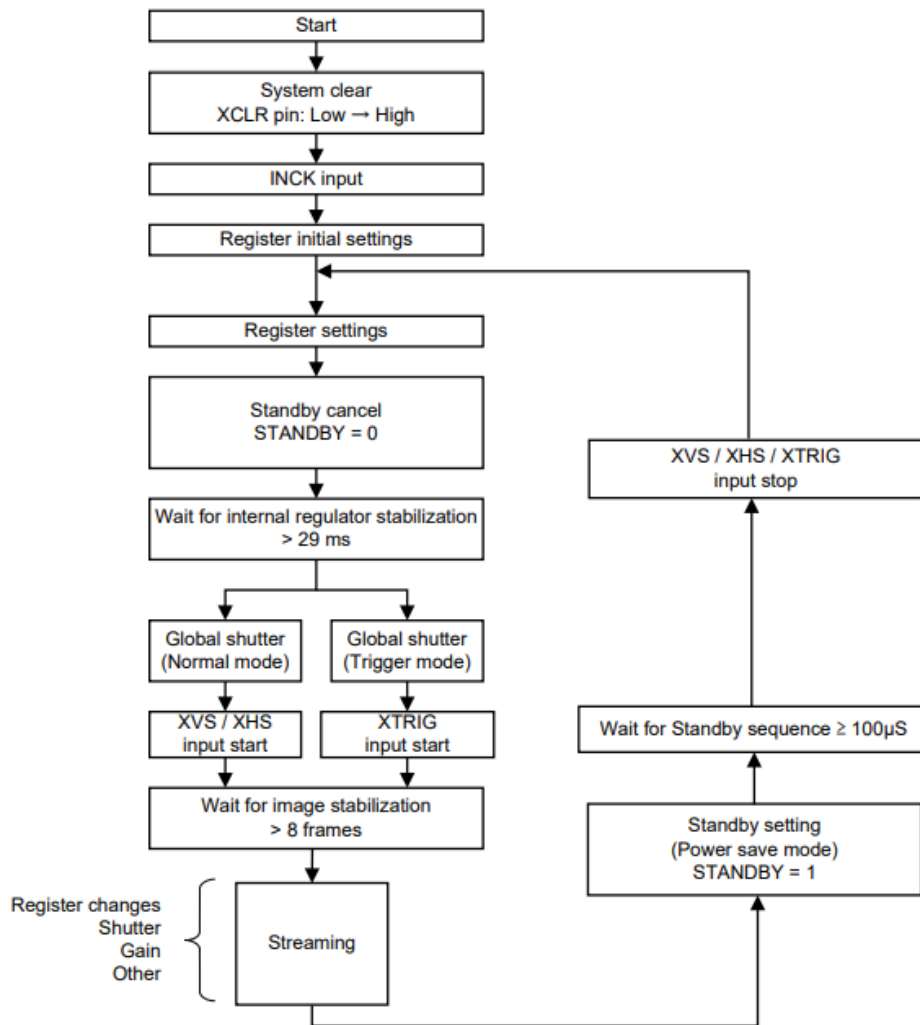 Start
System clear
XCLR pin: Low → High
INCK input
Register initial settings
Register settings
Standby cancel
STANDBY = 0
Wait for internal regulator stabilization
> 29 ms
Global shutter
(Normal mode)
Global shutter
(Trigger mode)
XVS / XHS
input start
XTRIG
input start
Wait for image stabilization
> 8 frames
Register changes
Shutter
Gain
Other
Streaming
XVS / XHS / XTRIG
input stop
Wait for Standby sequence ≥ 100µS
Standby setting
(Power save mode)
STANDBY = 1